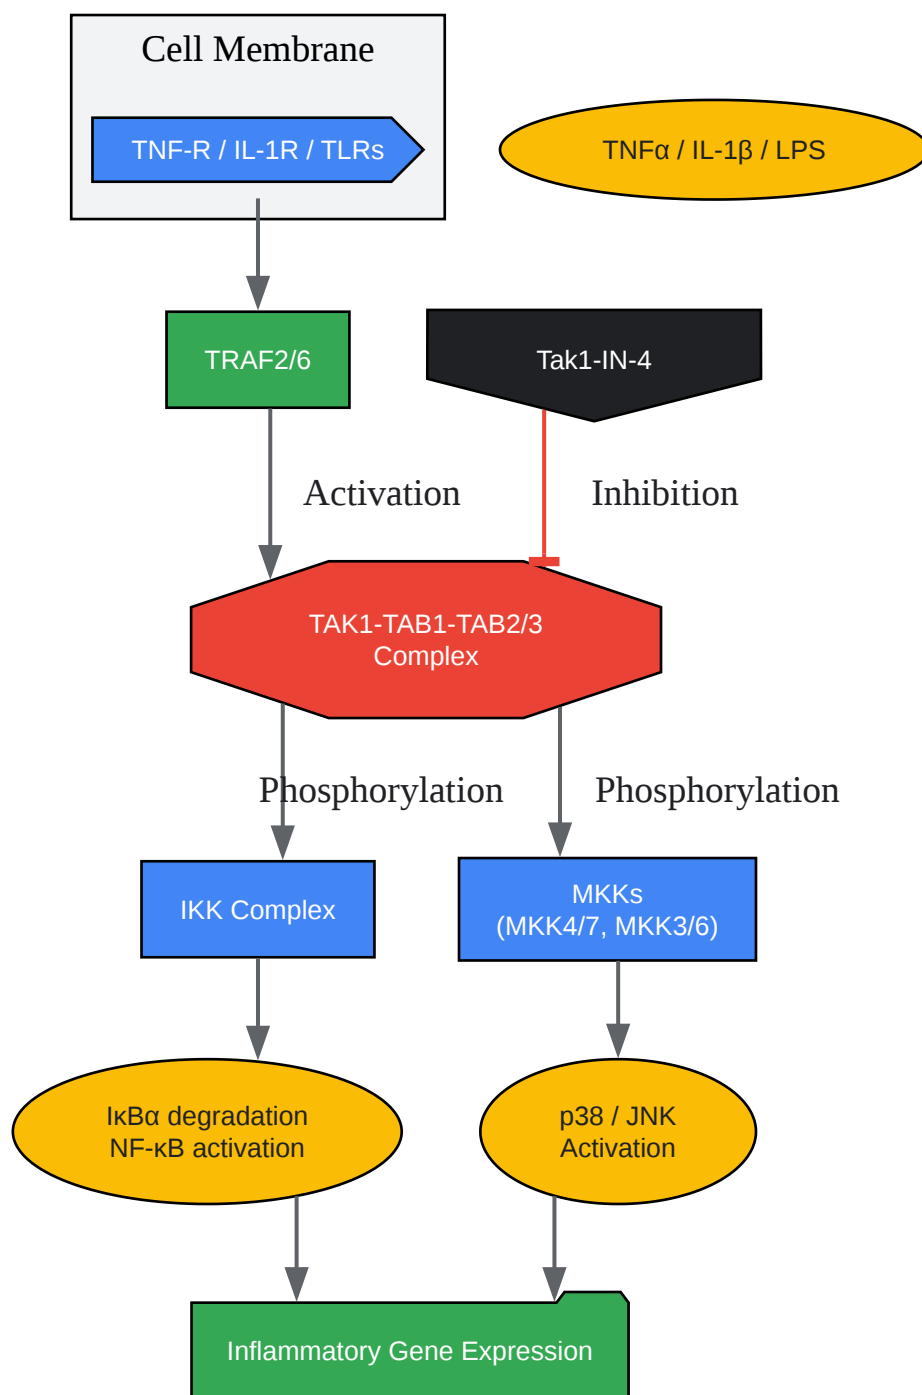 Cell Membrane
TNF-R / IL-1R / TLRs
TNFα / IL-1β / LPS
TRAF2/6
Tak1-IN-4
Activation
Inhibition
TAK1-TAB1-TAB2/3
Complex
Phosphorylation
Phosphorylation
IKK Complex
MKKs
(MKK4/7, MKK3/6)
IκBα degradation
NF-κB activation
p38 / JNK
Activation
Inflammatory Gene Expression